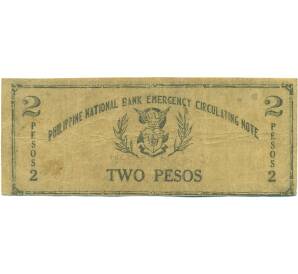 PHILIPPINE NATIONAL BANK EMERGENCY CIRCULATING NOTE
2 2
PESOS PESOS
2 2
TWO PESOS